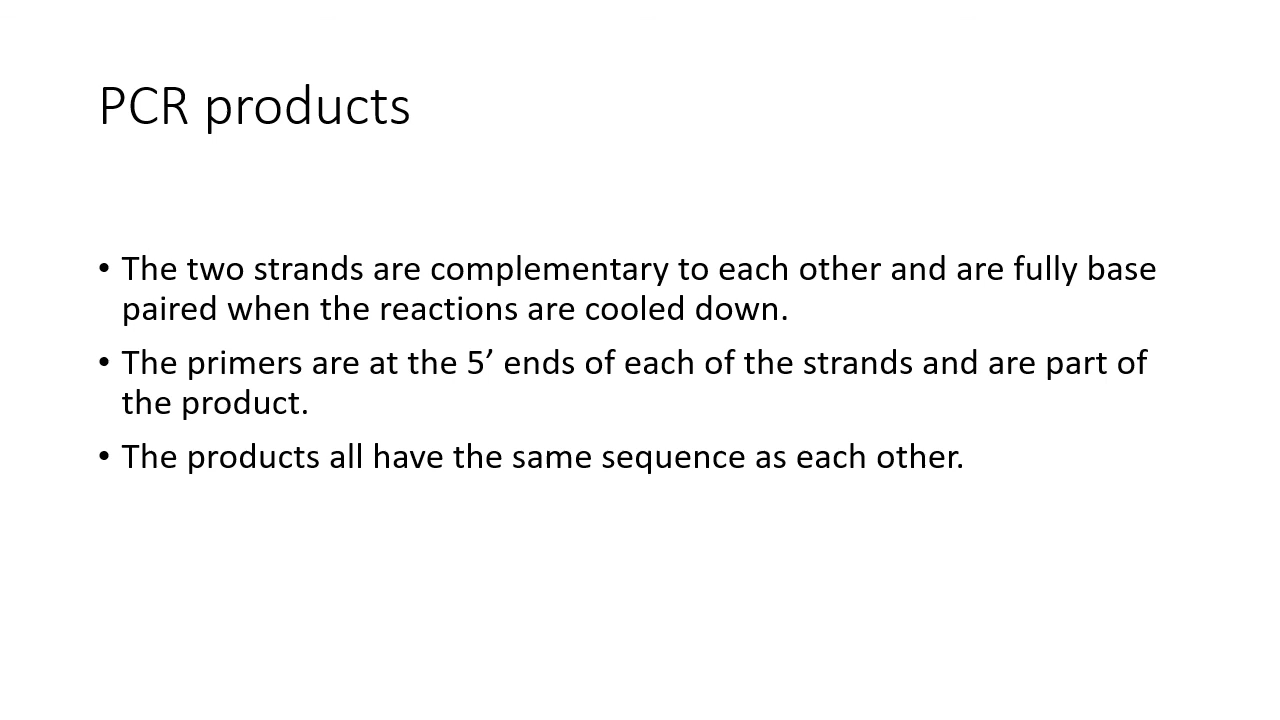 PCR products
• The two strands are complementary to each other and are fully base
paired when the reactions are cooled down.
• The primers are at the 5’ ends of each of the strands and are part of
the product.
• The products all have the same sequence as each other.